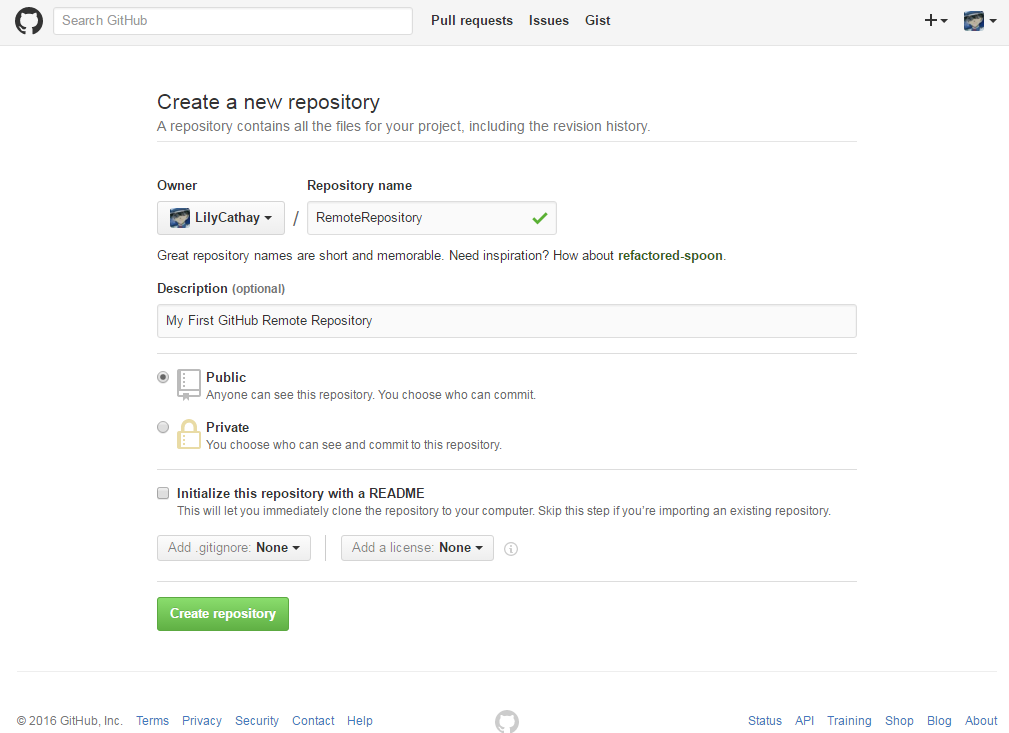 Search GitHub Pull requests Issues Gist
Create a new repository
A repository contains all the files for your project, including the revision history.
Owner Repository name
LilyCathay / RemoteRepository
Great repository names are short and memorable. Need inspiration? How about refactored-spoon.
Description (optional)
My First GitHub Remote Repository
Public
Anyone can see this repository. You choose who can commit.
Private
You choose who can see and commit to this repository.
Initialize this repository with a README
This will let you immediately clone the repository to your computer. Skip this step if you’re importing an existing repository.
Add .gitignore: None Add a license: None
Create repository
© 2016 GitHub, Inc. Terms Privacy Security Contact Help Status API Training Shop Blog About